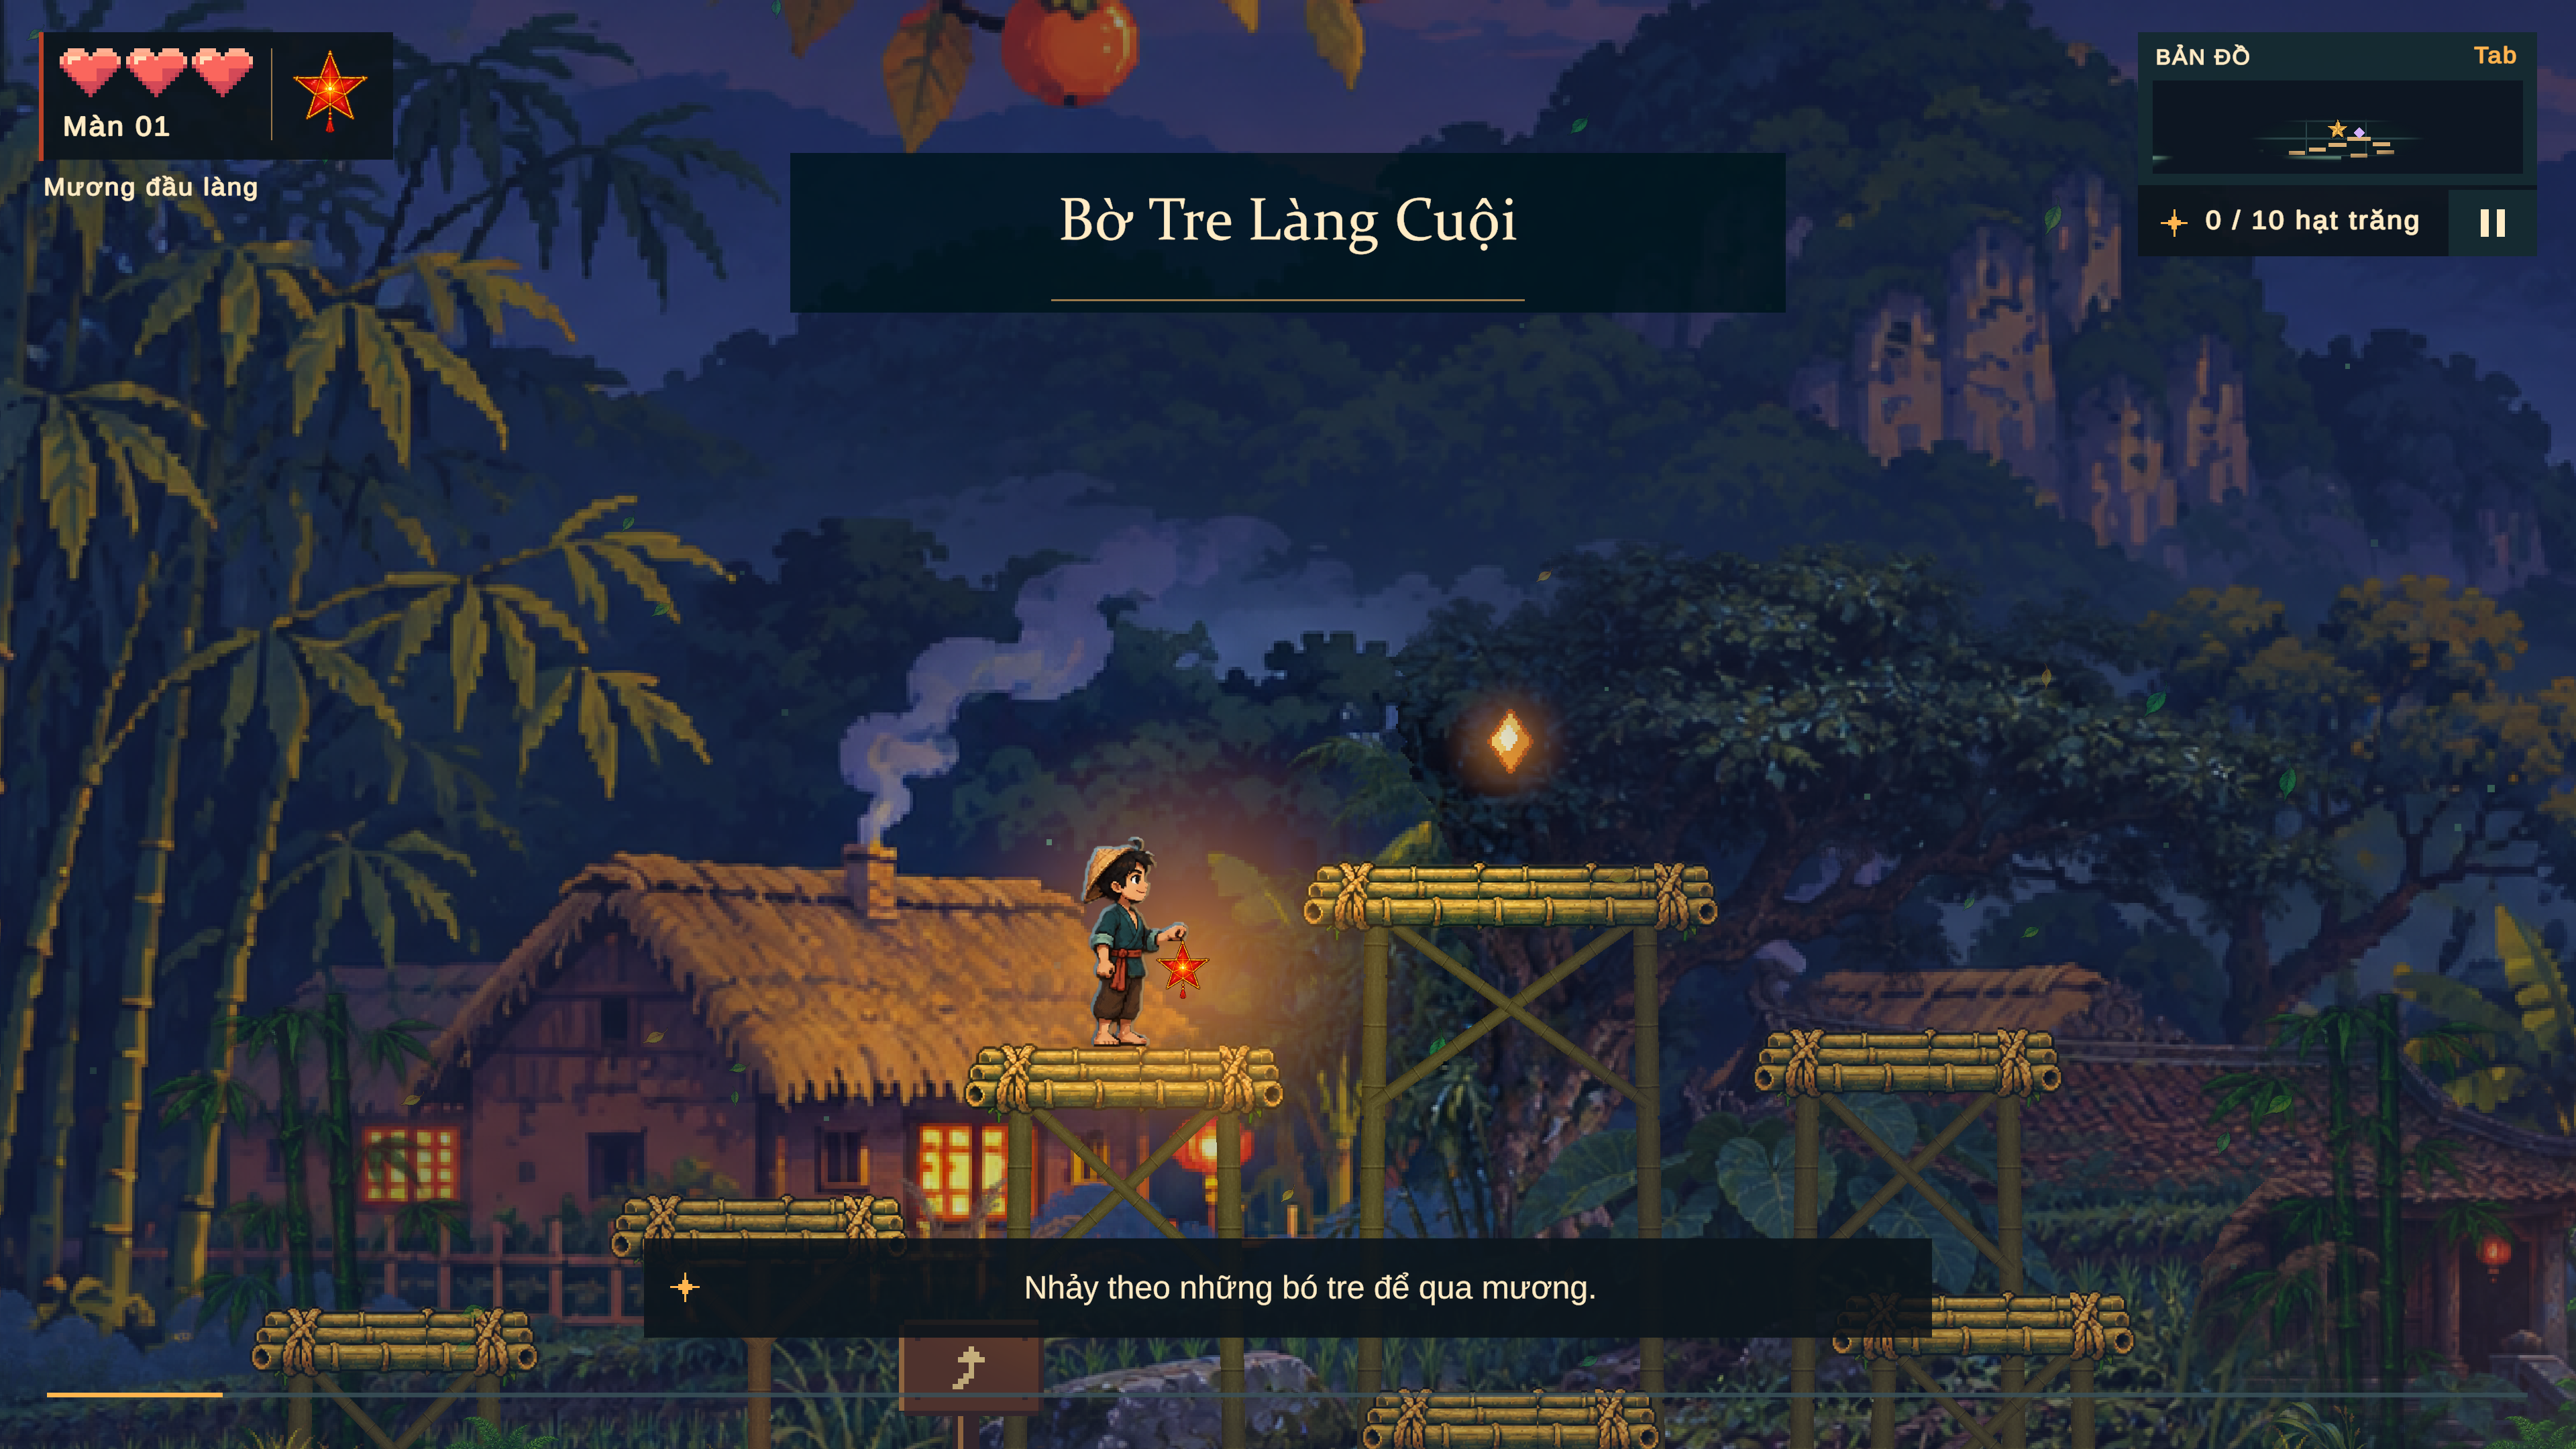 Màn 01
Mương đầu làng
Bờ Tre Làng Cuội
BẢN ĐỒ Tab
0 / 10 hạt trăng
Nhảy theo những bó tre để qua mương.